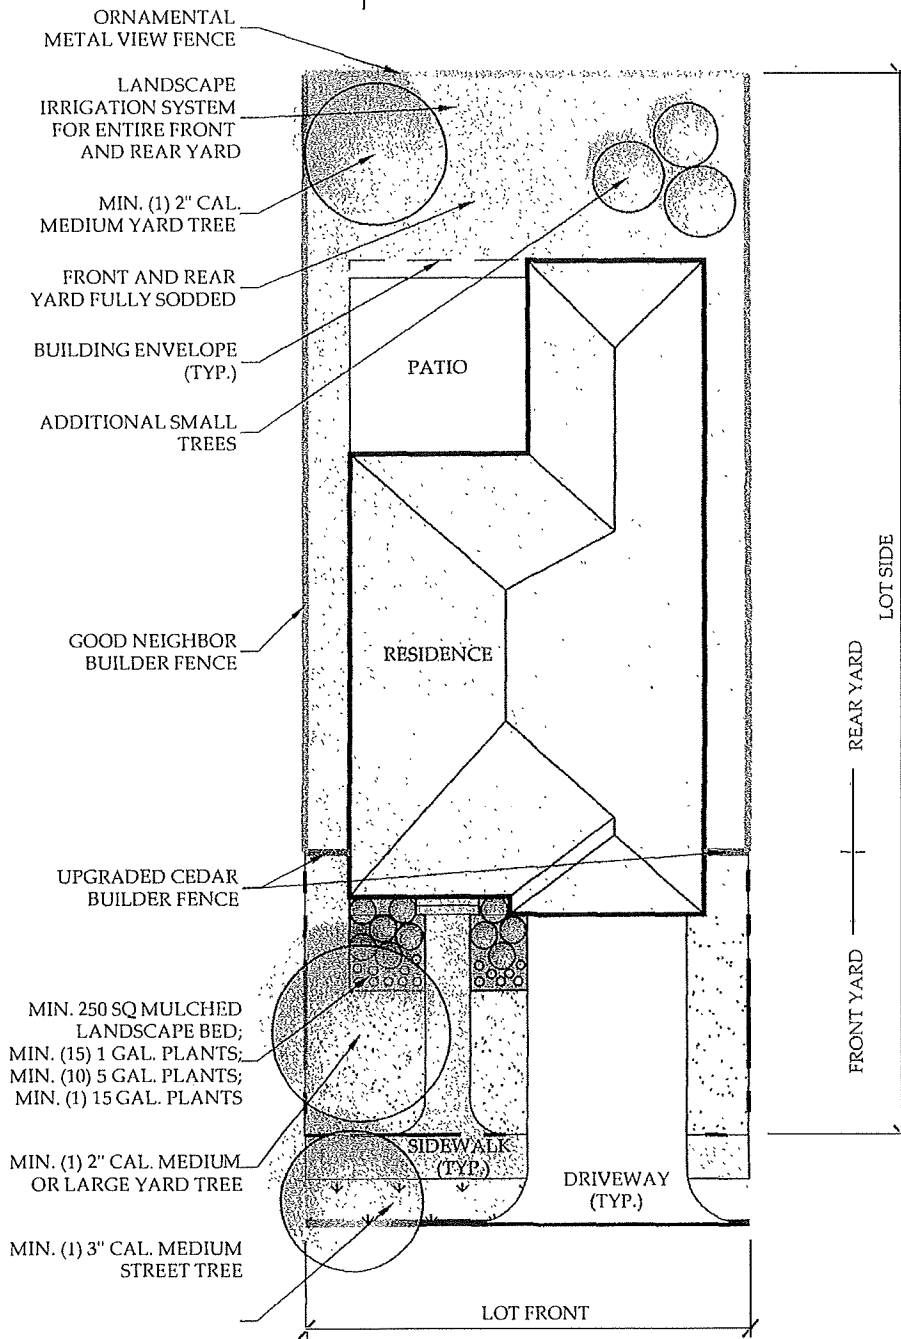 ORNAMENTAL
METAL VIEW FENCE
LANDSCAPE
IRRIGATION SYSTEM
FOR ENTIRE FRONT
AND REAR YARD
MIN. (1) 2" CAL.
MEDIUM YARD TREE
FRONT AND REAR
YARD FULLY SODDED
BUILDING ENVELOPE
(TYP.)
PATIO
ADDITIONAL SMALL
TREES
LOT SIDE
GOOD NEIGHBOR
BUILDER FENCE
RESIDENCE
REAR YARD
UPGRADED CEDAR
BUILDER FENCE
FRONT YARD
MIN. 250 SQ MULCHED
LANDSCAPE BED;
MIN. (15) 1 GAL. PLANTS;
MIN. (10) 5 GAL. PLANTS;
MIN. (1) 15 GAL. PLANTS
MIN. (1) 2" CAL. MEDIUM
OR LARGE YARD TREE
SIDEWALK
(TYP.)
DRIVEWAY
(TYP.)
MIN. (1) 3" CAL. MEDIUM
STREET TREE
LOT FRONT